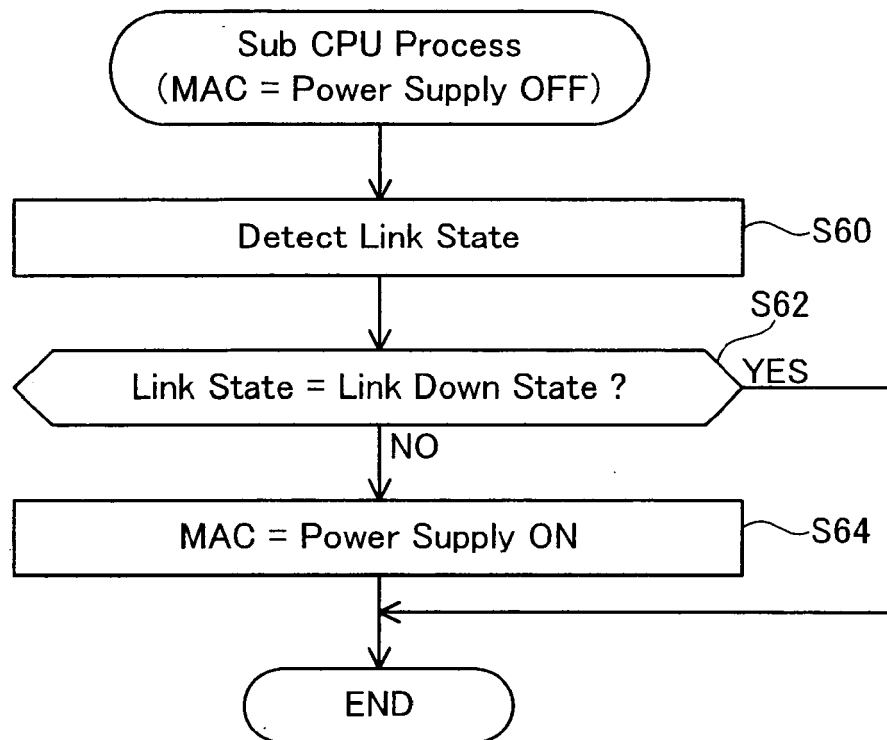 Sub CPU Process
(MAC = Power Supply OFF)
Detect Link State
S60
S62
Link State = Link Down State ?
YES
NO
MAC = Power Supply ON
S64
END